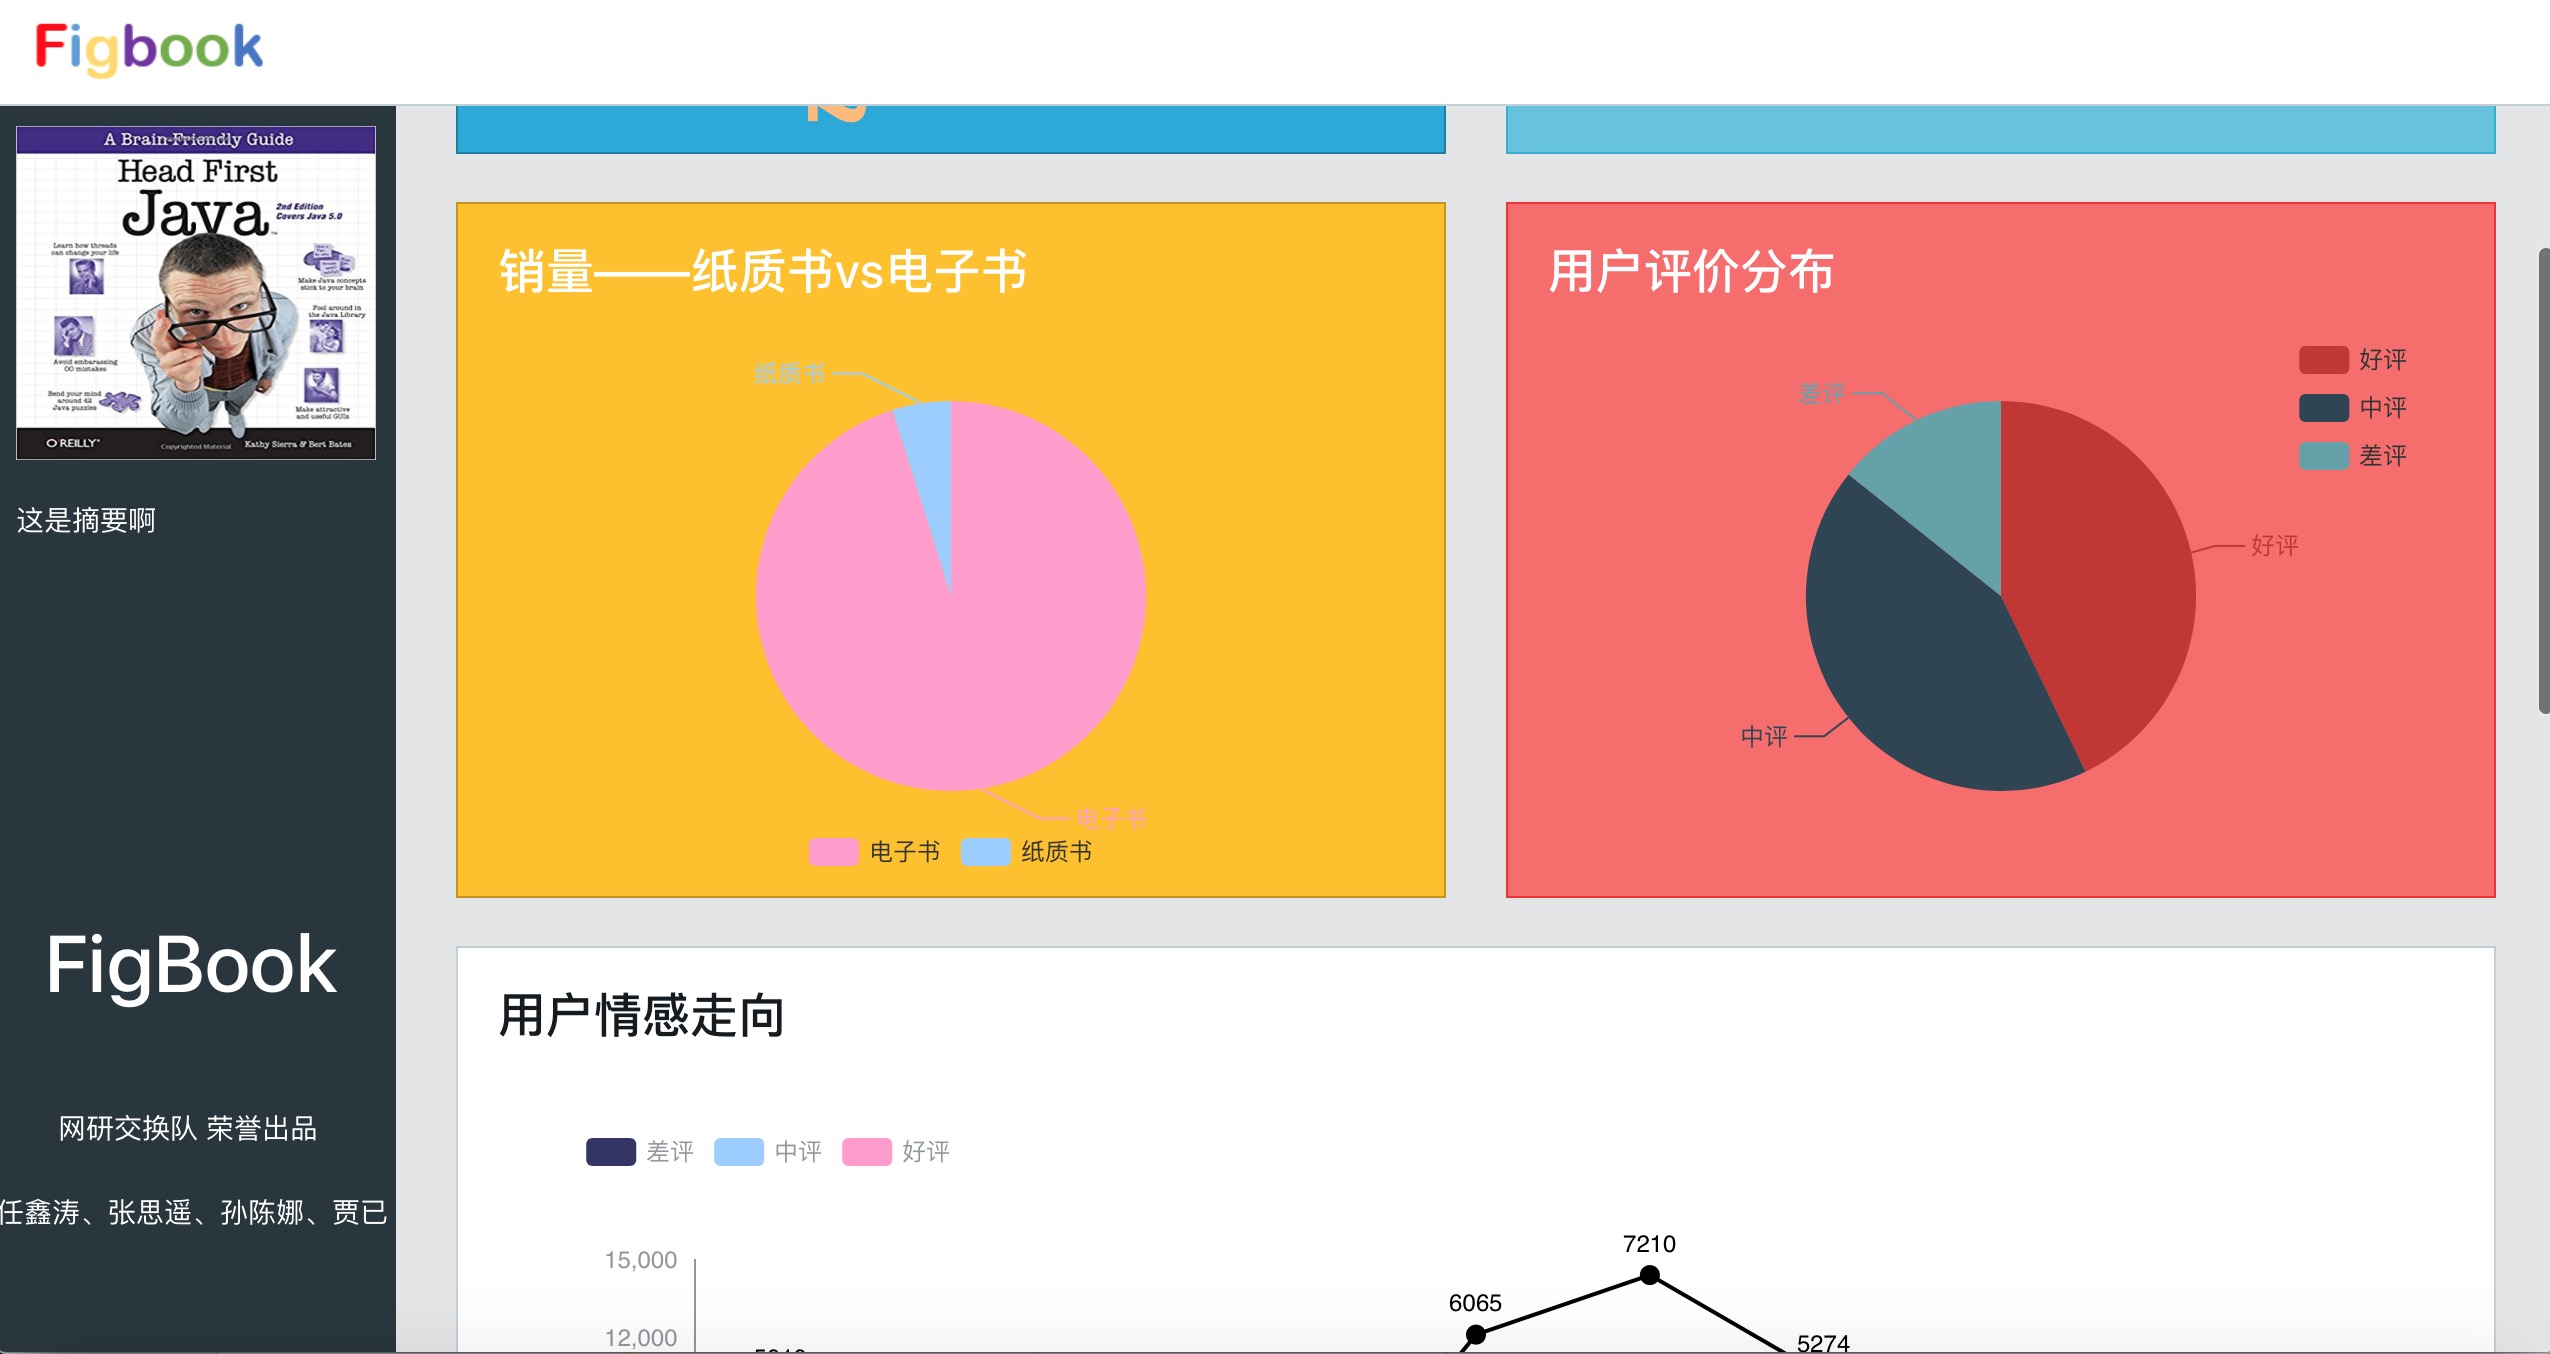 Figbook
A Brain-Friendly Guide
Head First
Java
2nd Edition
Covers Java 5.0
Learn how threads
can change your life
Make Java concepts
stick to your brain
Fool around in
the Java Library
Avoid embarassing
OO mistakes
Bend your mind
around 42
Java puzzles
Make attractive
and useful GUIs
O'REILLY®
Copyrighted Material
Kathy Sierra & Bert Bates
这是摘要啊
FigBook
网研交换队 荣誉出品
任鑫涛、张思遥、孙陈娜、贾已
销量——纸质书vs电子书
纸质书
电子书
电子书
纸质书
用户评价分布
好评
中评
差评
差评
好评
中评
用户情感走向
差评
中评
好评
15,000
12,000
7210
6065
5274